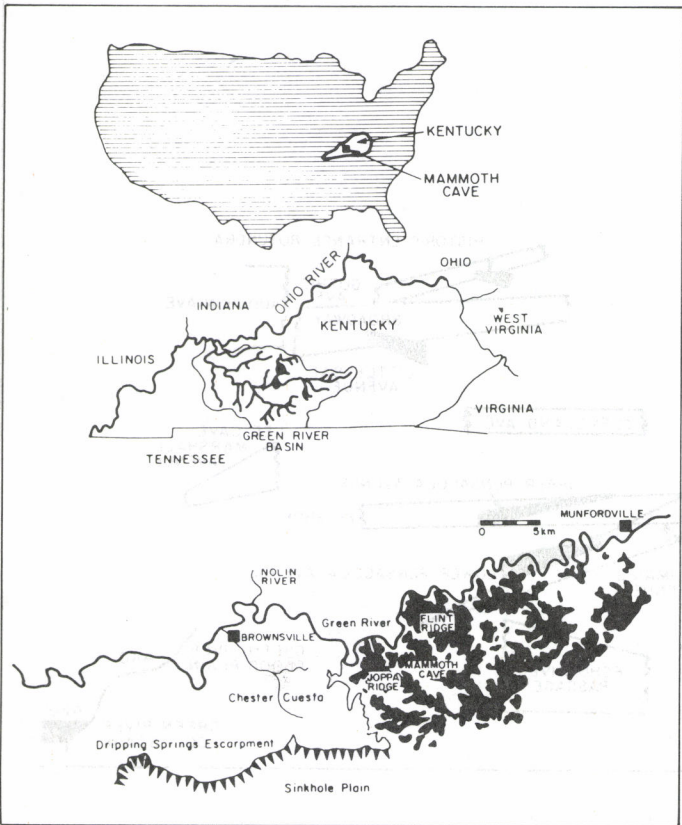 KENTUCKY
MAMMOTH
CAVE
OHIO RIVER
OHIO
INDIANA
KENTUCKY
WEST
VIRGINIA
ILLINOIS
VIRGINIA
GREEN RIVER
BASIN
TENNESSEE
MUNFORDVILLE
0 5km
NOLIN
RIVER
Green River
FLINT
RIDGE
BROWNSVILLE
MAMMOTH
CAVE
JOPPA
RIDGE
Chester Cuesta
Dripping Springs Escarpment
Sinkhole Plain